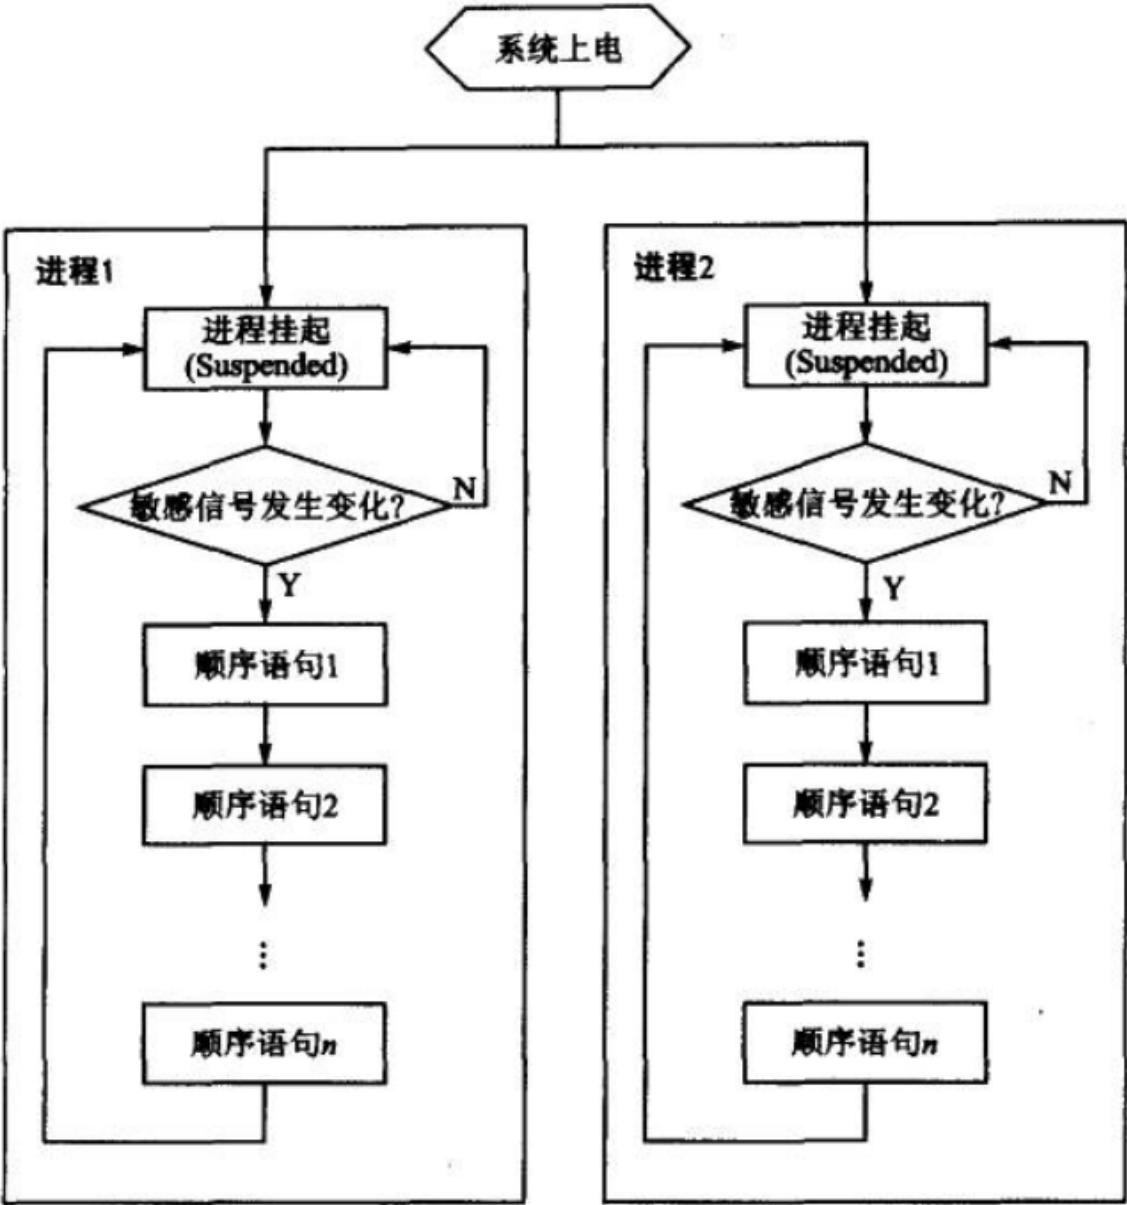 系统上电
进程1
进程挂起
(Suspended)
敏感信号发生变化?
N
Y
顺序语句1
顺序语句2
⋮
顺序语句n
进程2
进程挂起
(Suspended)
敏感信号发生变化?
N
Y
顺序语句1
顺序语句2
⋮
顺序语句n